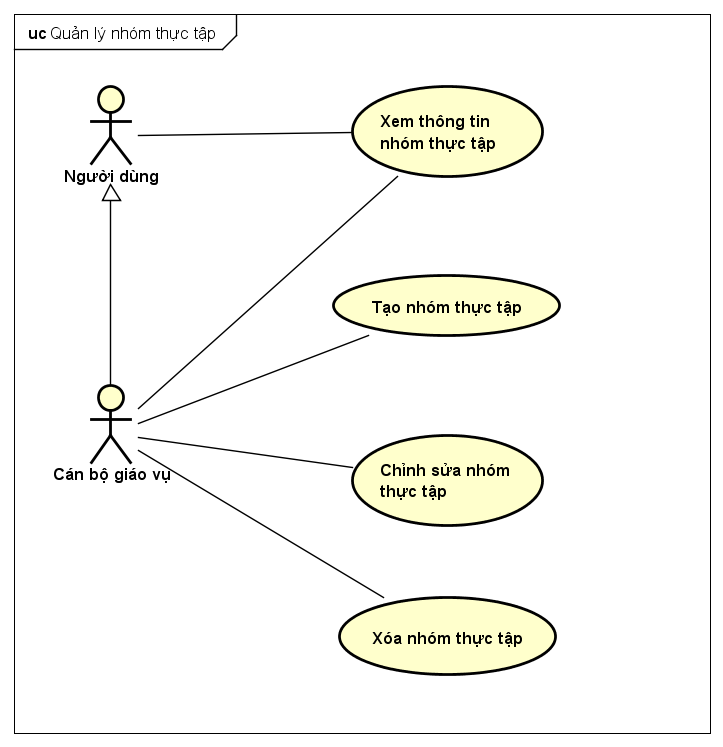 uc Quản lý nhóm thực tập
Xem thông tin
nhóm thực tập
Người dùng
Tạo nhóm thực tập
Cán bộ giáo vụ
Chỉnh sửa nhóm
thực tập
Xóa nhóm thực tập